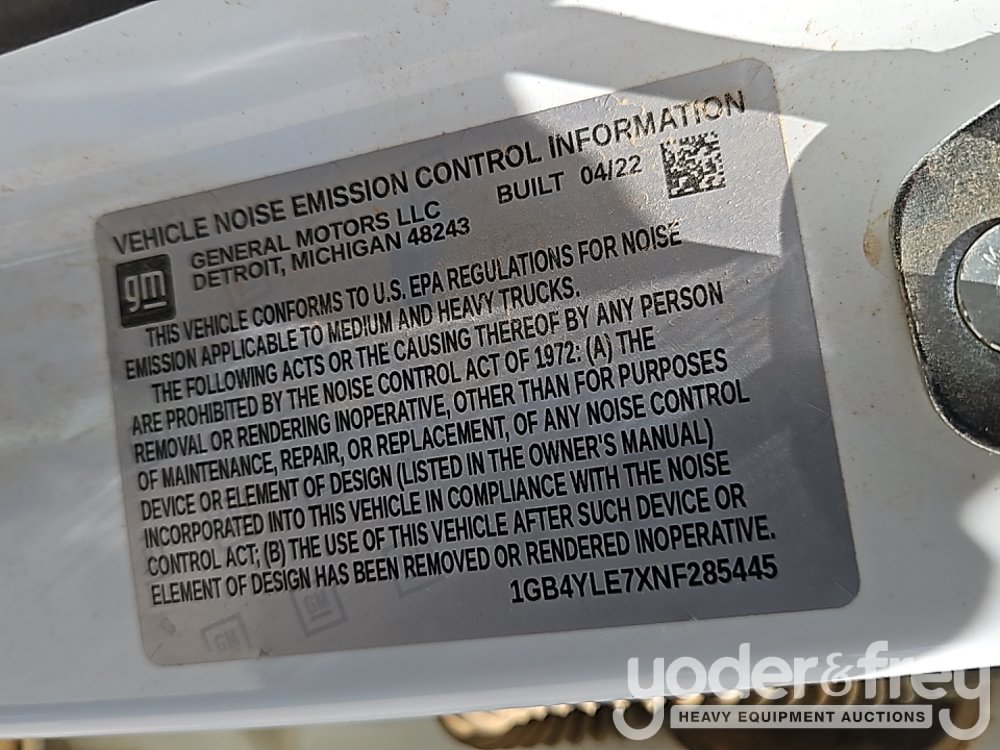 VEHICLE NOISE EMISSION CONTROL INFORMATION
GENERAL MOTORS LLC BUILT 04/22
DETROIT, MICHIGAN 48243
gm
THIS VEHICLE CONFORMS TO U.S. EPA REGULATIONS FOR NOISE
EMISSION APPLICABLE TO MEDIUM AND HEAVY TRUCKS.
THE FOLLOWING ACTS OR THE CAUSING THEREOF BY ANY PERSON
ARE PROHIBITED BY THE NOISE CONTROL ACT OF 1972: (A) THE
REMOVAL OR RENDERING INOPERATIVE, OTHER THAN FOR PURPOSES
OF MAINTENANCE, REPAIR, OR REPLACEMENT, OF ANY NOISE CONTROL
DEVICE OR ELEMENT OF DESIGN (LISTED IN THE OWNER'S MANUAL)
INCORPORATED INTO THIS VEHICLE IN COMPLIANCE WITH THE NOISE
CONTROL ACT; (B) THE USE OF THIS VEHICLE AFTER SUCH DEVICE OR
ELEMENT OF DESIGN HAS BEEN REMOVED OR RENDERED INOPERATIVE.
1GB4YLE7XNF285445
GM
GM
yoder&frey
HEAVY EQUIPMENT AUCTIONS